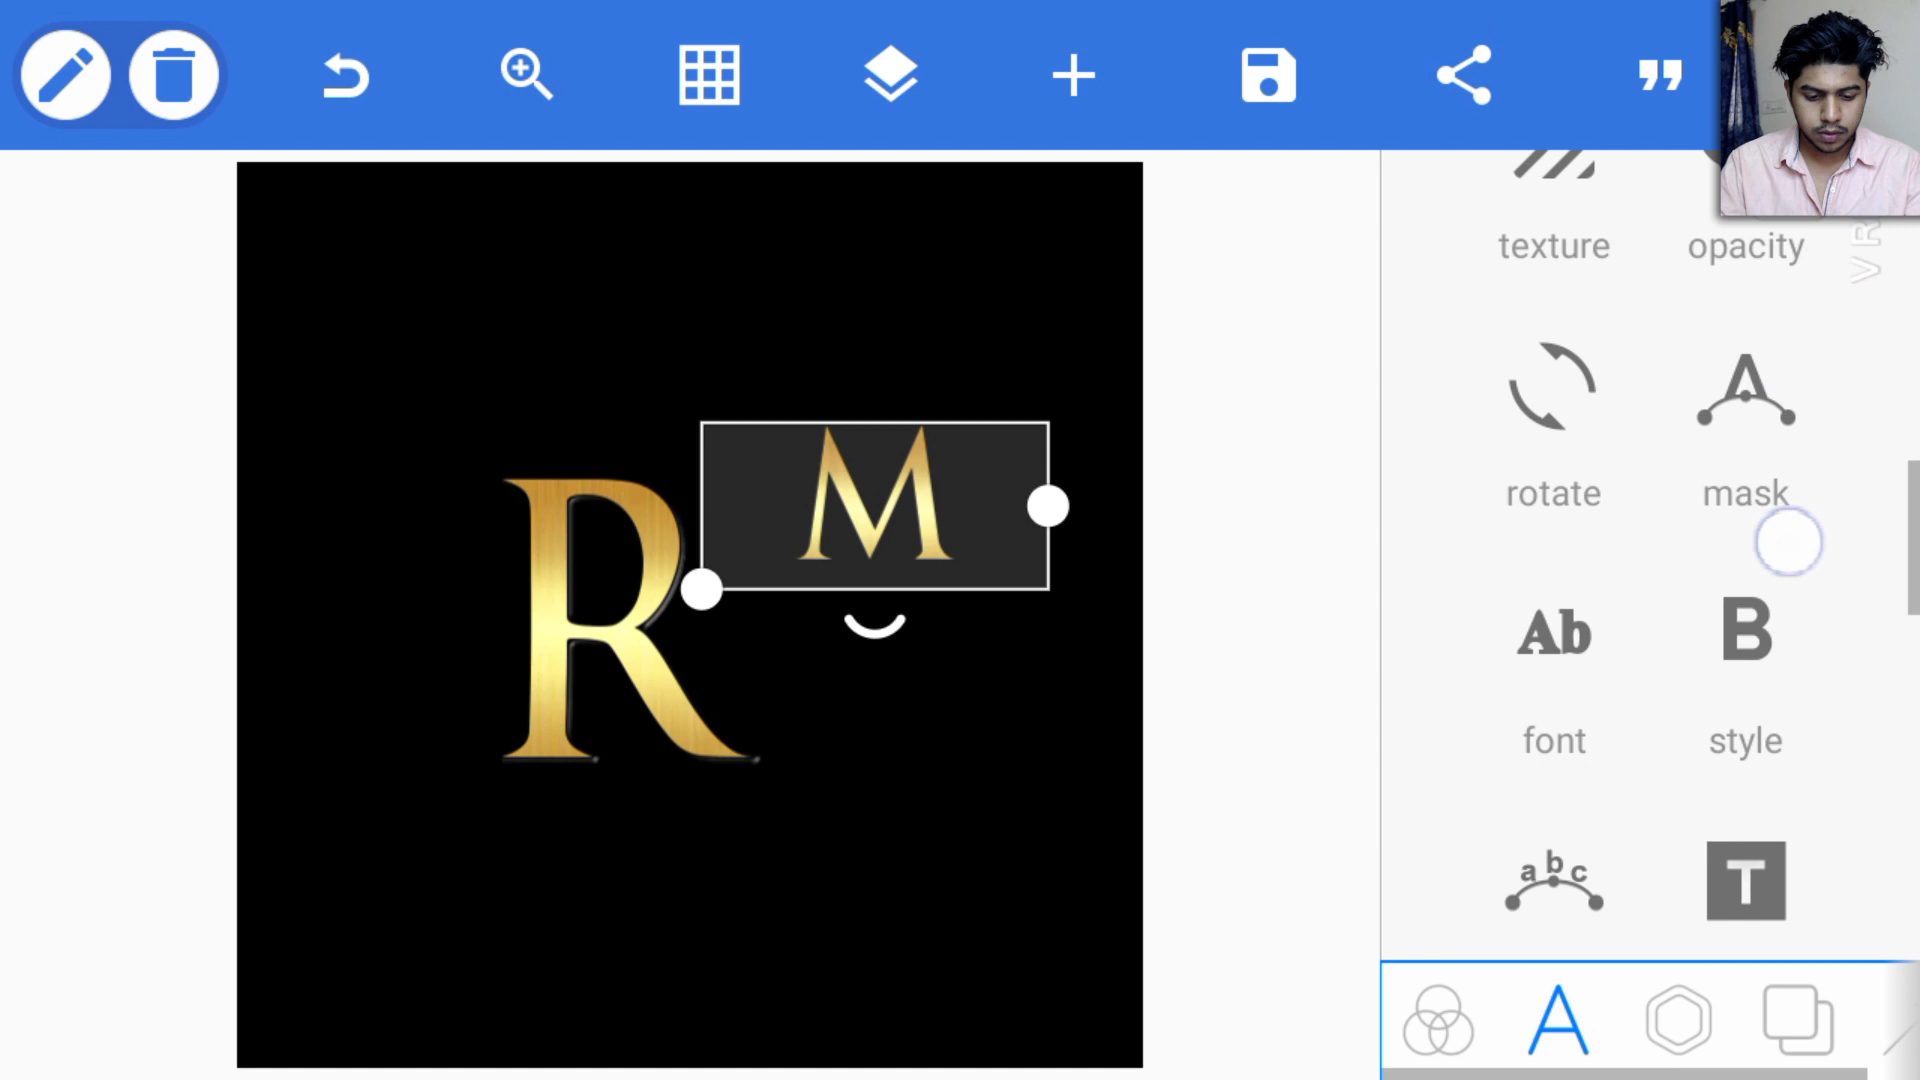 texture opacity
V R
R
M
rotate mask
Ab B
font style
abc T
A